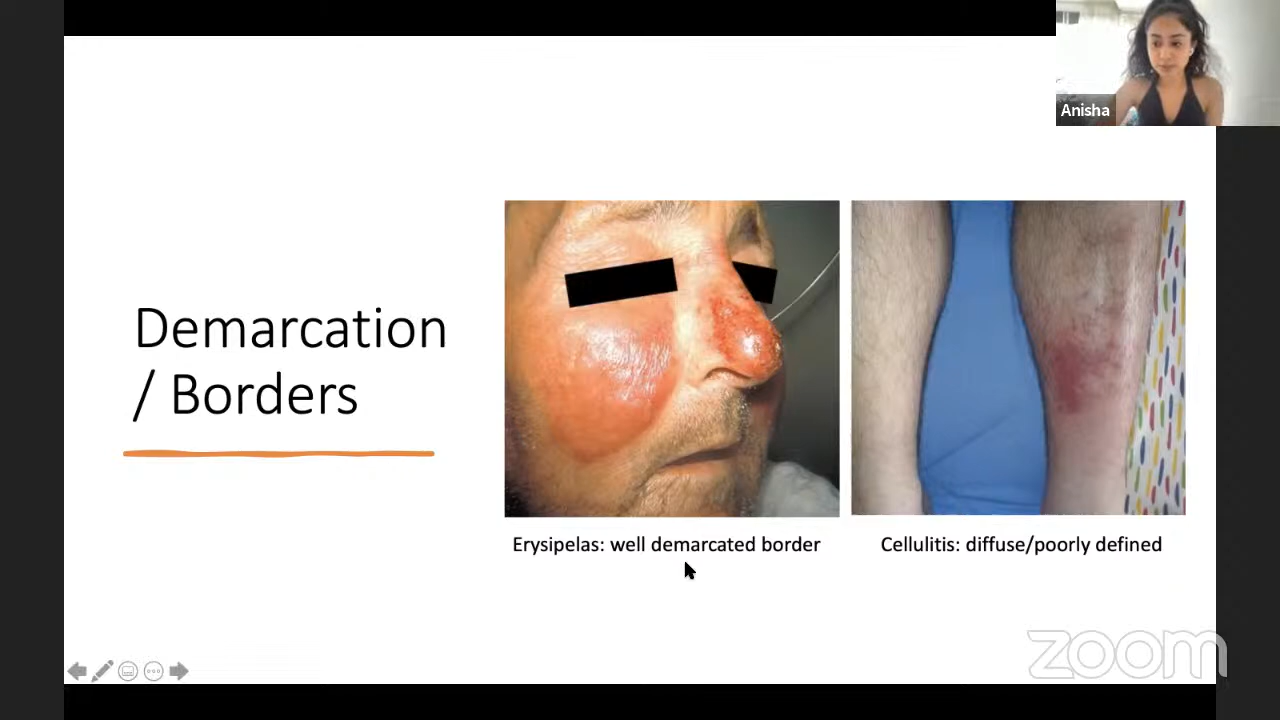 Anisha
Demarcation
/ Borders
Erysipelas: well demarcated border
Cellulitis: diffuse/poorly defined
zoom